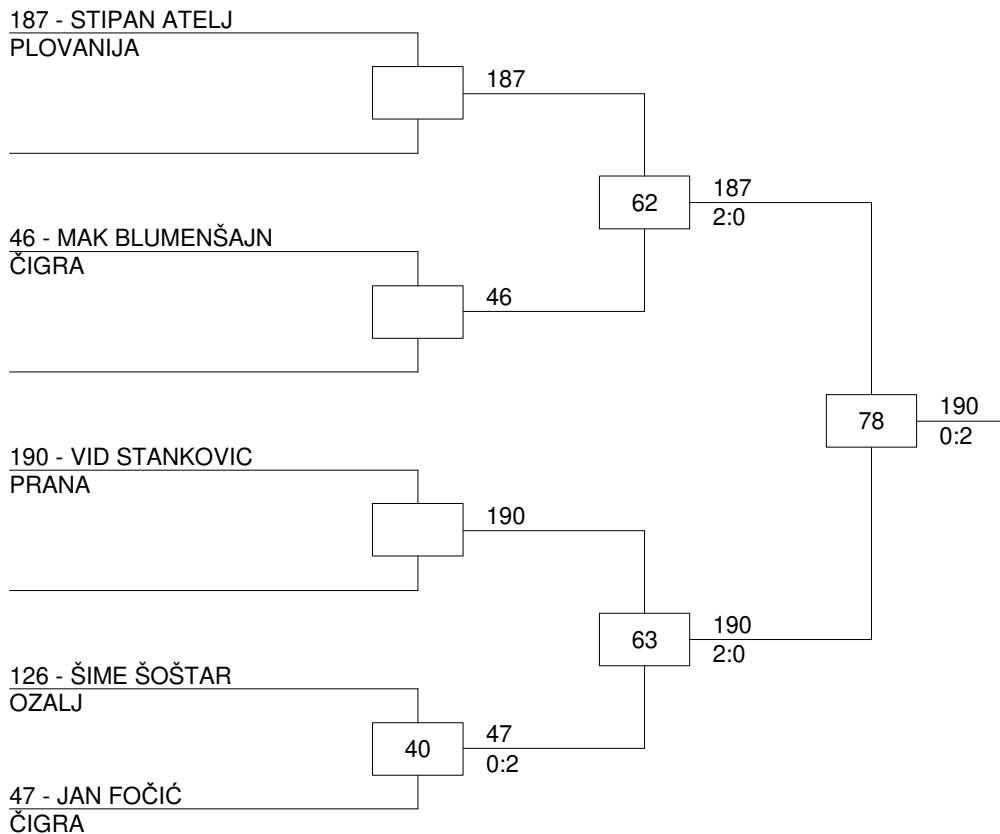 187 - STIPAN ATELJ
PLOVANIJA
187
62
187
2:0
46 - MAK BLUMENŠAJN
ČIGRA
46
78
190
0:2
190 - VID STANKOVIC
PRANA
190
63
190
2:0
126 - ŠIME ŠOŠTAR
OZALJ
40
47
0:2
47 - JAN FOČIĆ
ČIGRA